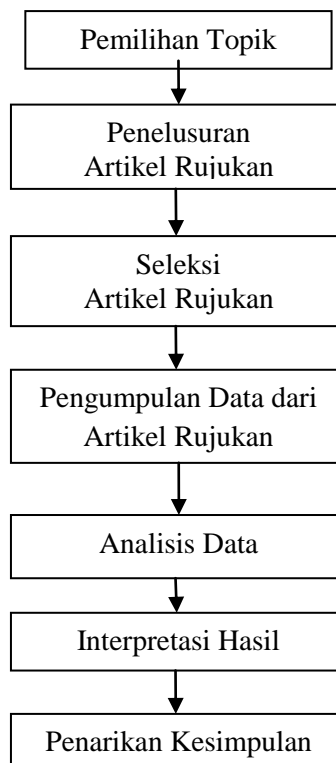 Pemilihan Topik
Penelusuran
Artikel Rujukan
Seleksi
Artikel Rujukan
Pengumpulan Data dari
Artikel Rujukan
Analisis Data
Interpretasi Hasil
Penarikan Kesimpulan